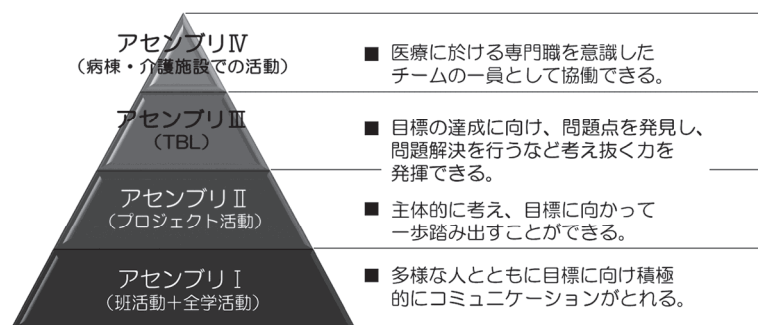 アセンブリⅣ
（病棟・介護施設での活動）
■ 医療に於ける専門職を意識した
チームの一員として協働できる。
アセンブリⅢ
（TBL）
■ 目標の達成に向け、問題点を発見し、
問題解決を行うなど考え抜く力を
発揮できる。
アセンブリⅡ
（プロジェクト活動）
■ 主体的に考え、目標に向かって
一歩踏み出すことができる。
アセンブリⅠ
（班活動＋全学活動）
■ 多様な人とともに目標に向け積極
的にコミュニケーションがとれる。